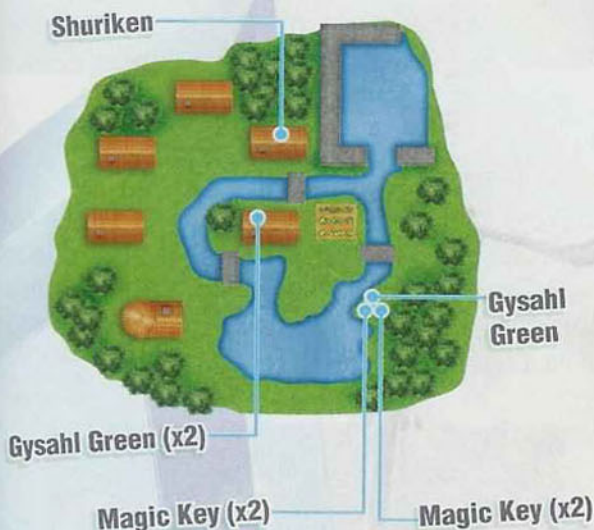 Shuriken
Gysahl
Green
Gysahl Green (x2)
Magic Key (x2)
Magic Key (x2)